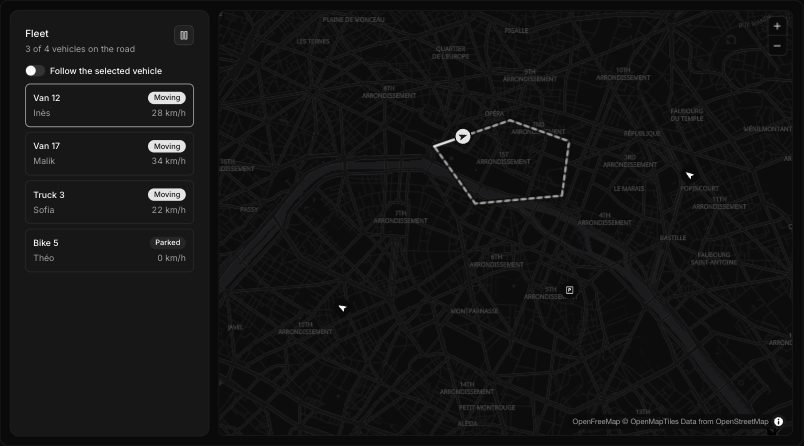 Fleet
3 of 4 vehicles on the road
Follow the selected vehicle
Van 12
Moving
Inès
28 km/h
Van 17
Moving
Malik
34 km/h
Truck 3
Moving
Sofia
22 km/h
Bike 5
Parked
Théo
0 km/h
PLAINE DE MONCEAU
PIGALLE
LES TERNES
QUARTIER
DE L'EUROPE
9TH
ARRONDISSEMENT
10TH
ARRONDISSEMENT
8TH
ARRONDISSEMENT
OPÉRA
2ND
ARRONDISSEMENT
FAUBOURG
DU TEMPLE
RÉPUBLIQUE
MÉNILMONTANT
1ST
ARRONDISSEMENT
3RD
ARRONDISSEMENT
LE MARAIS
POPINCOURT
11TH
ARRONDISSEMENT
PASSY
7TH
ARRONDISSEMENT
4TH
ARRONDISSEMENT
BASTILLE
6TH
ARRONDISSEMENT
FAUBOURG
SAINT-ANTOINE
5TH
P
MONTPARNASSE
JAVEL
15TH
ARRONDISSEMENT
14TH
ARRONDISSEMENT
PETIT-MONTROUGE
ALÉSIA
13TH
OpenFreeMap © OpenMapTiles Data from OpenStreetMap